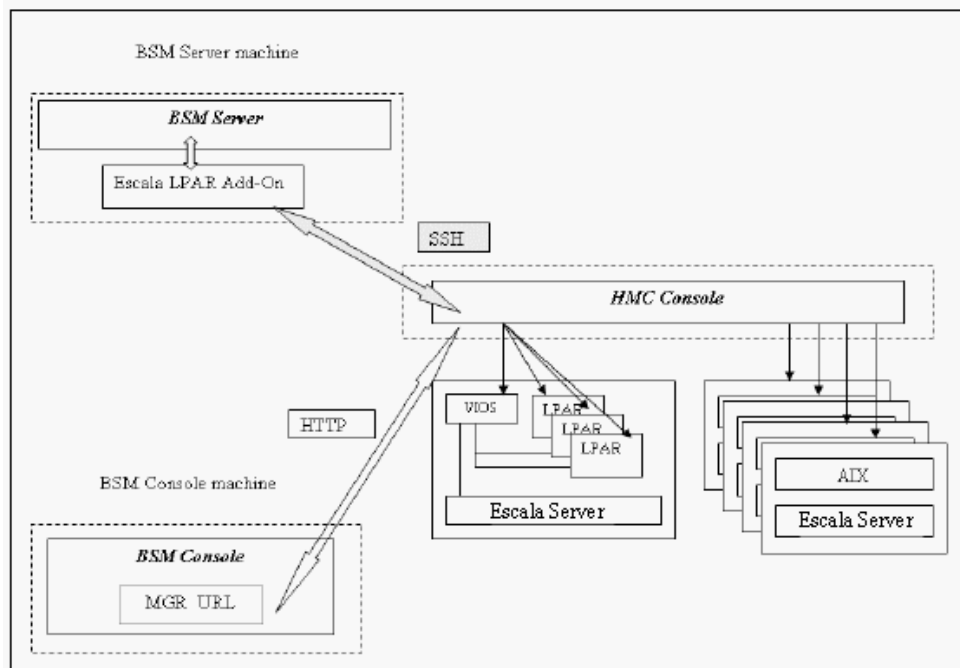 BSM Server machine
BSM Server
Escala LPAR Add-On
SSH
HMC Console
VIOS
LPAR
LPAR
LPAR
HTTP
AIX
Escala Server
Escala Server
BSM Console machine
BSM Console
MGR URL